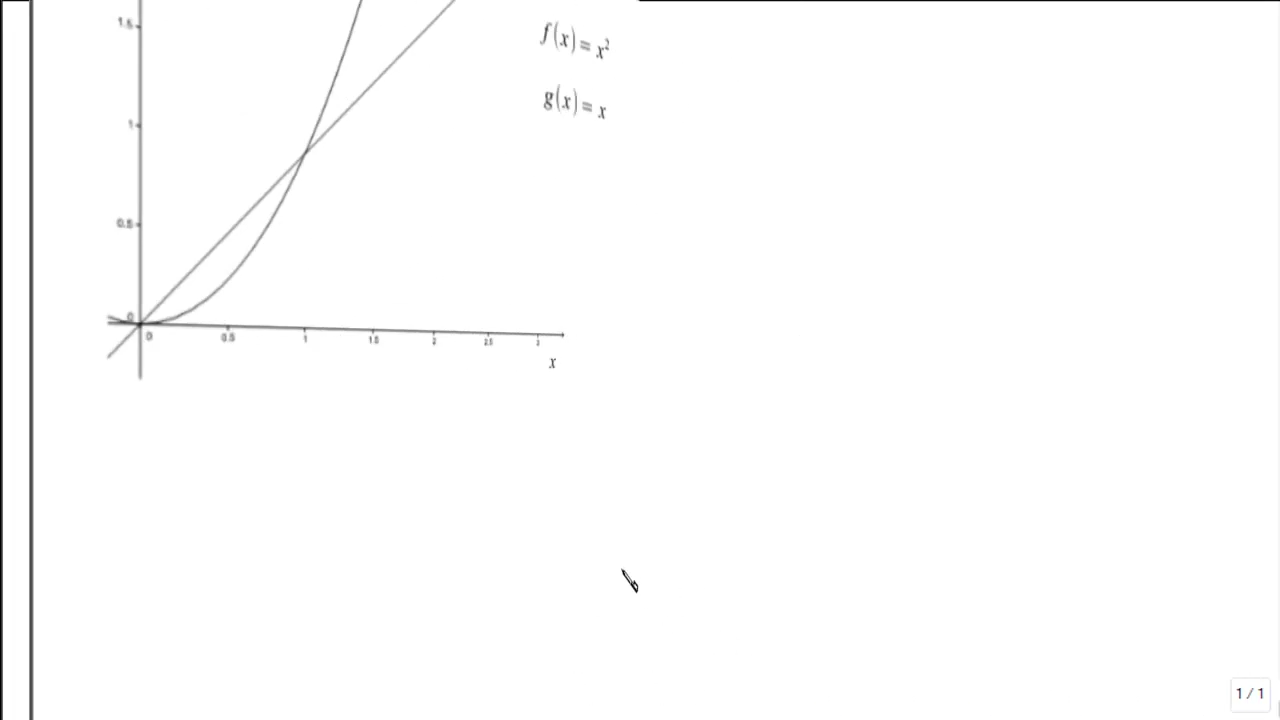 1.5
f(x) = x²
g(x) = x
1
0.5
0
0 0.5 1 1.5 2 2.5 3
x
1 / 1